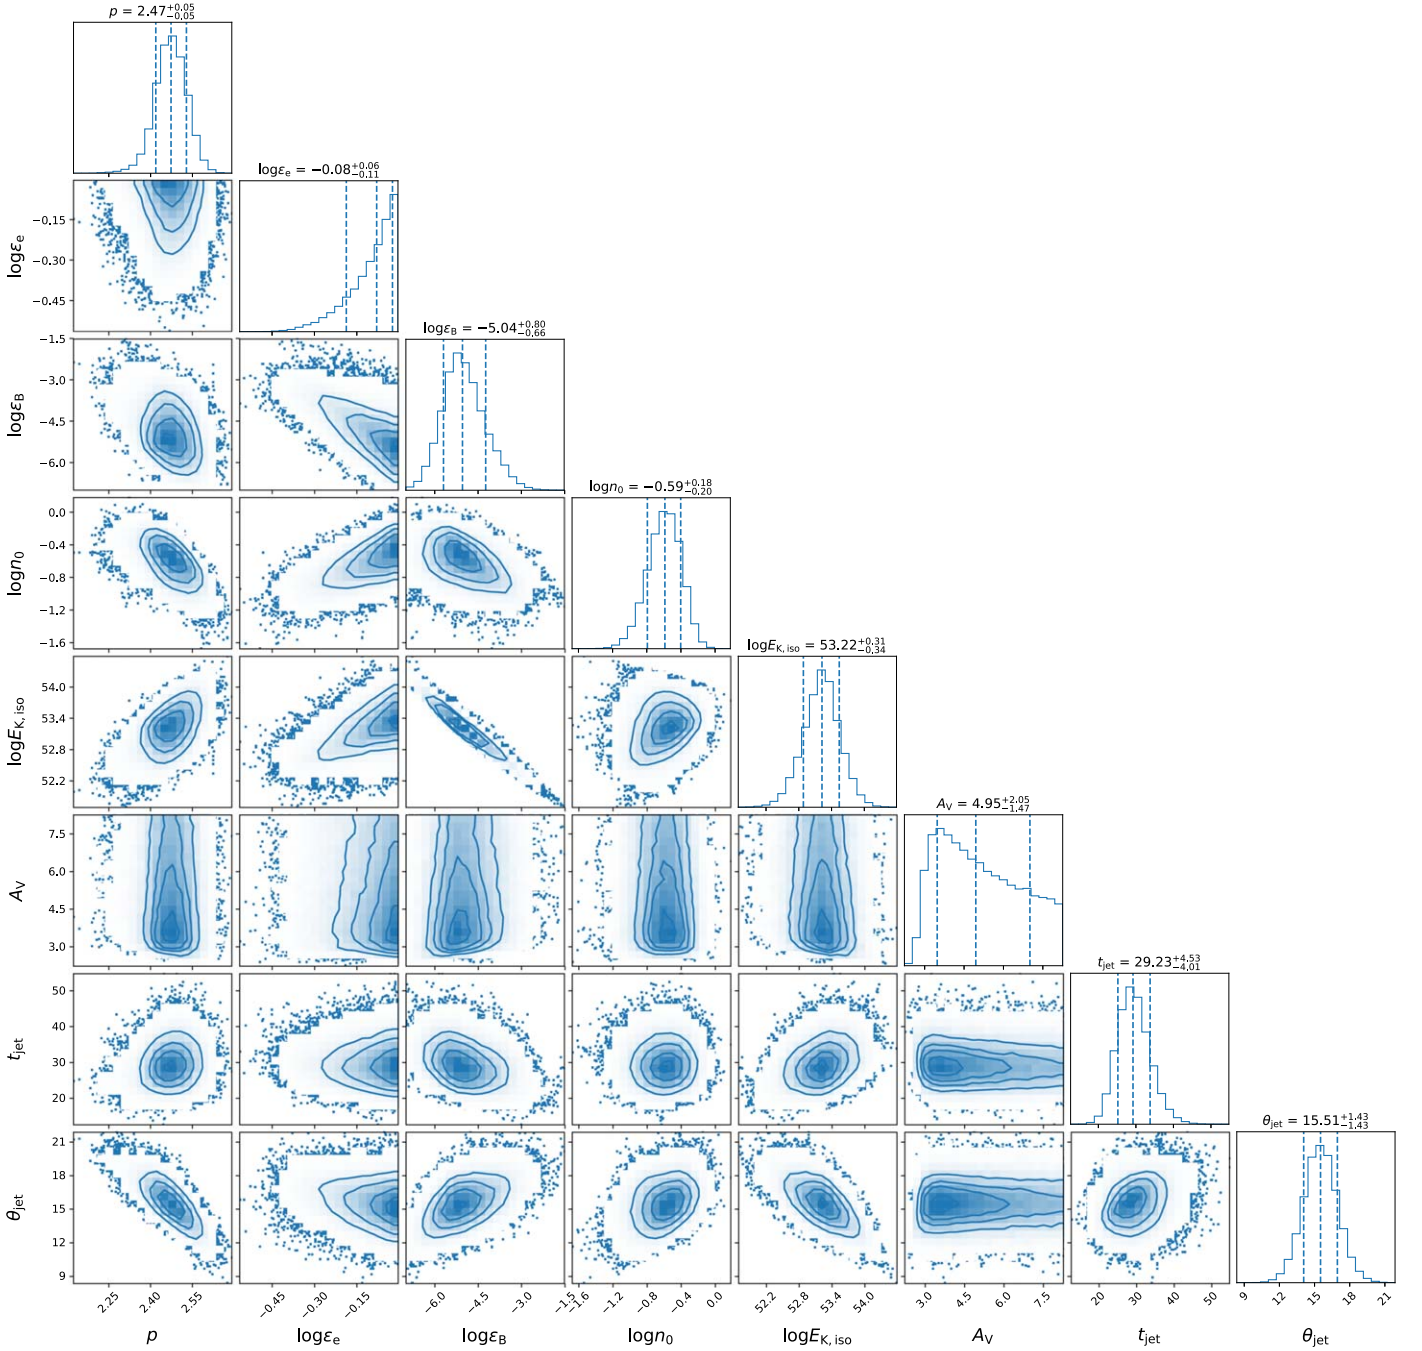 p = 2.47+0.05 −0.05
logεe = −0.08+0.06 −0.11
−0.15
−0.30
−0.45
logεe
logεB = −5.04+0.80 −0.66
−1.5
−3.0
−4.5
−6.0
logεB
logn0 = −0.59+0.18 −0.20
0.0
−0.4
−0.8
−1.2
−1.6
logn0
logEK, iso = 53.22+0.31 −0.34
54.0
53.4
52.8
52.2
logEK, iso
AV = 4.95+2.05 −1.47
7.5
6.0
4.5
3.0
AV
tjet = 29.23+4.53 −4.01
50
40
30
20
tjet
θjet = 15.51+1.43 −1.43
21
18
15
12
9
θjet
2.25 2.40 2.55 −0.45 −0.30 −0.15 −6.0 −4.5 −3.0 −1.5 −1.6 −1.2 −0.8 −0.4 0.0 52.2 52.8 53.4 54.0 3.0 4.5 6.0 7.5 20 30 40 50 9 12 15 18 21
p logεe logεB logn0 logEK, iso AV tjet θjet